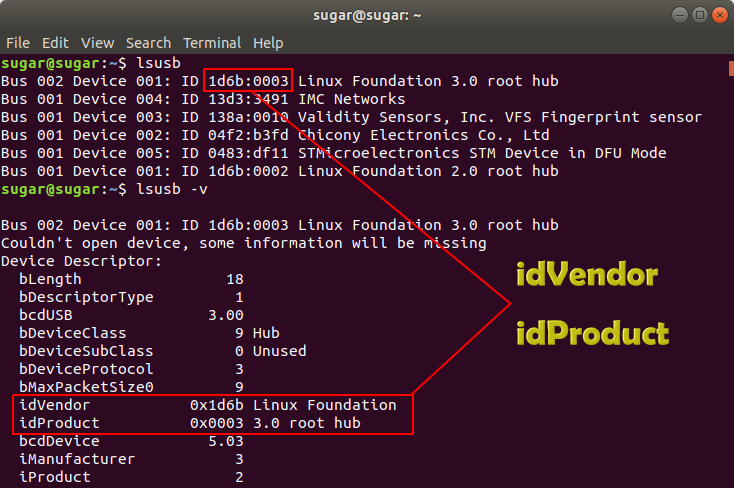 sugar@sugar: ~
File Edit View Search Terminal Help
sugar@sugar:~$ lsusb
Bus 002 Device 001: ID 1d6b:0003 Linux Foundation 3.0 root hub
Bus 001 Device 004: ID 13d3:3491 IMC Networks
Bus 001 Device 003: ID 138a:0010 Validity Sensors, Inc. VFS Fingerprint sensor
Bus 001 Device 002: ID 04f2:b3fd Chicony Electronics Co., Ltd
Bus 001 Device 005: ID 0483:df11 STMicroelectronics STM Device in DFU Mode
Bus 001 Device 001: ID 1d6b:0002 Linux Foundation 2.0 root hub
sugar@sugar:~$ lsusb -v
Bus 002 Device 001: ID 1d6b:0003 Linux Foundation 3.0 root hub
Couldn't open device, some information will be missing
Device Descriptor:
bLength 18
bDescriptorType 1
bcdUSB 3.00
bDeviceClass 9 Hub
bDeviceSubClass 0 Unused
bDeviceProtocol 3
bMaxPacketSize0 9
idVendor 0x1d6b Linux Foundation
idProduct 0x0003 3.0 root hub
bcdDevice 5.03
iManufacturer 3
iProduct 2
idVendor
idProduct